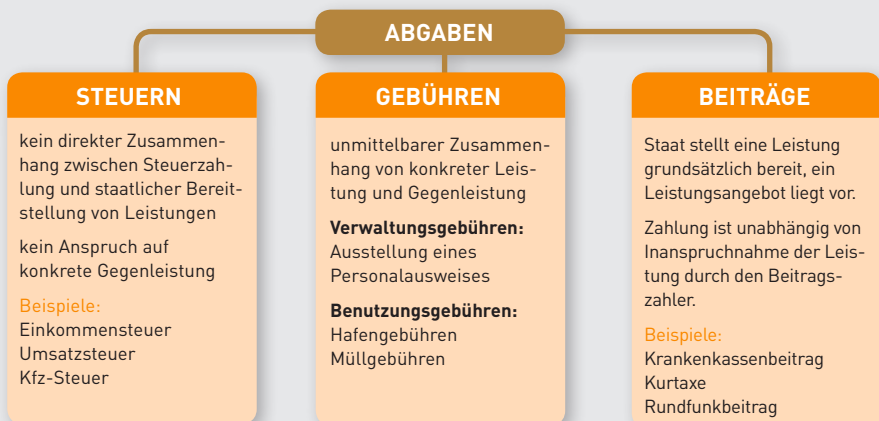 ABGABEN
STEUERN
kein direkter Zusammen-
hang zwischen Steuerzah-
lung und staatlicher Bereit-
stellung von Leistungen
kein Anspruch auf
konkrete Gegenleistung
Beispiele:
Einkommensteuer
Umsatzsteuer
Kfz-Steuer
GEBÜHREN
unmittelbarer Zusammen-
hang von konkreter Leis-
tung und Gegenleistung
Verwaltungsgebühren:
Ausstellung eines
Personalausweises
Benutzungsgebühren:
Hafengebühren
Müllgebühren
BEITRÄGE
Staat stellt eine Leistung
grundsätzlich bereit, ein
Leistungsangebot liegt vor.
Zahlung ist unabhängig von
Inanspruchnahme der Leis-
tung durch den Beitrags-
zahler.
Beispiele:
Krankenkassenbeitrag
Kurtaxe
Rundfunkbeitrag